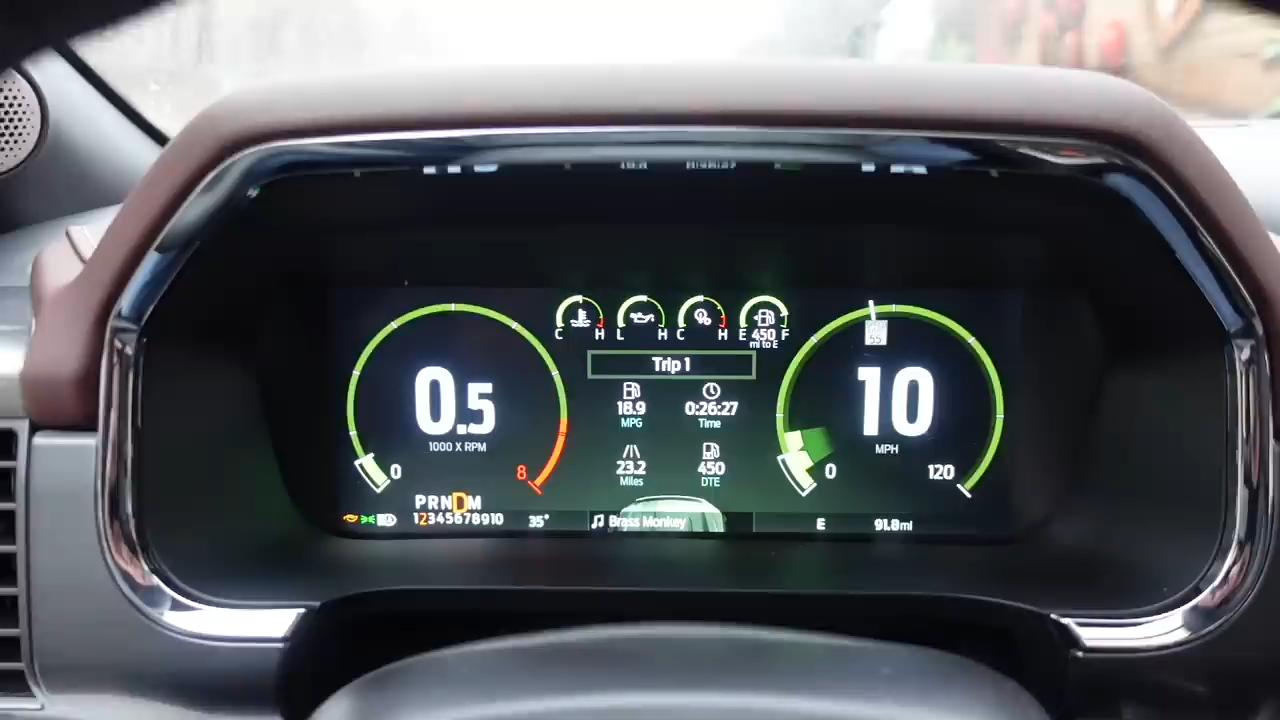 C H L H C H E 450 F
mi to E
55
Trip 1
0.5
1000 X RPM
0 8
18.9
MPG
0:26:27
Time
23.2
Miles
450
DTE
10
MPH
0 120
PRNDM
12345678910
35°
Brass Monkey
E
91.8mi